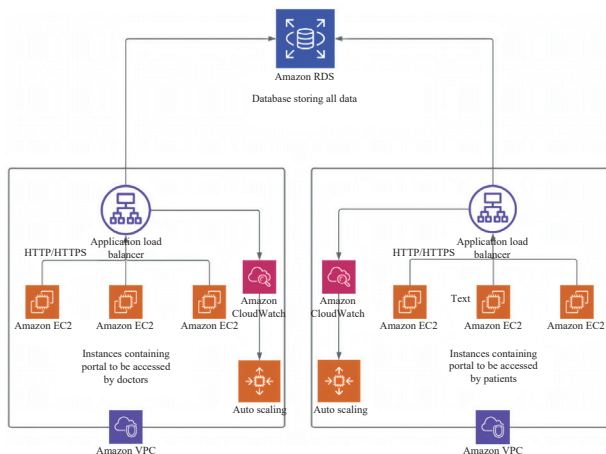 Amazon RDS
Database storing all data
Application load
balancer
HTTP/HTTPS
Amazon EC2
Amazon EC2
Amazon EC2
Amazon
CloudWatch
Instances containing
portal to be accessed
by doctors
Auto scaling
Amazon VPC
Application load
balancer
HTTP/HTTPS
Amazon
CloudWatch
Text
Amazon EC2
Amazon EC2
Amazon EC2
Instances containing
portal to be accessed
by patients
Auto scaling
Amazon VPC